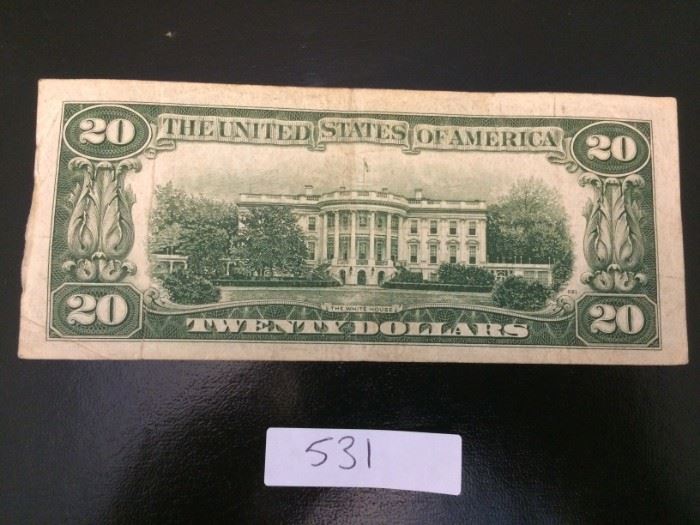 20 THE UNITED STATES OF AMERICA 20
THE WHITE HOUSE
20 TWENTY DOLLARS 20
531